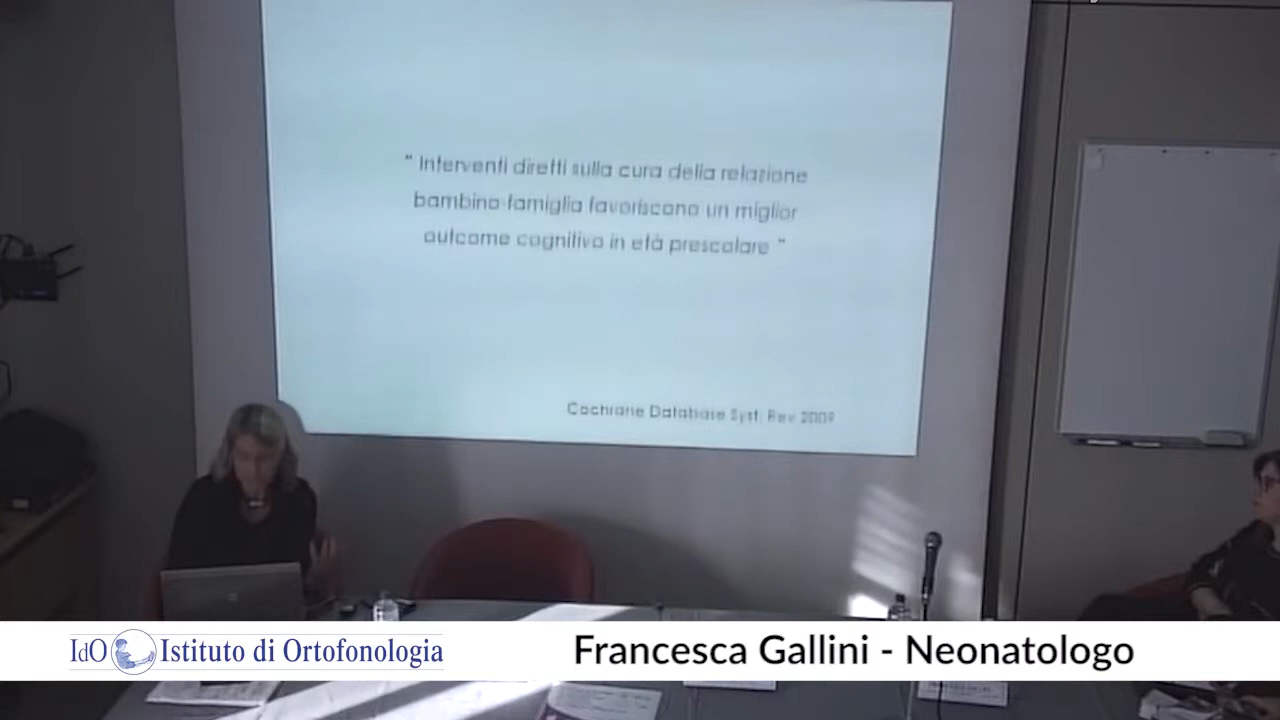 " Interventi diretti sulla cura della relazione
bambino-famiglia favoriscono un miglior
outcome cognitivo in età prescolare "
Cochrane Database Syst. Rev 2009
IdO Istituto di Ortofonologia
Francesca Gallini - Neonatologo